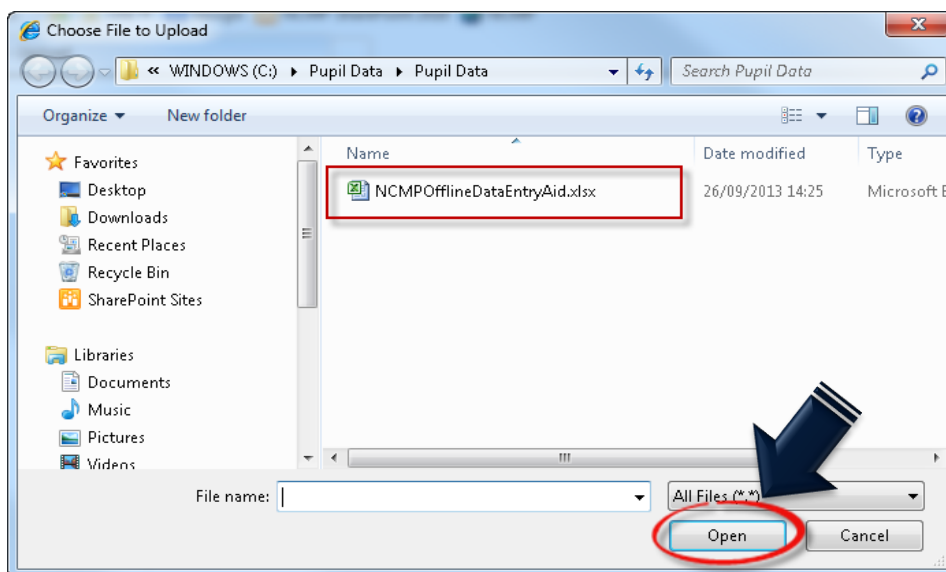 Choose File to Upload
« WINDOWS (C:) ▸ Pupil Data ▸ Pupil Data
Search Pupil Data
Organize
New folder
Name
Date modified
Type
Favorites
Desktop
Downloads
Recent Places
Recycle Bin
SharePoint Sites
Libraries
Documents
Music
Pictures
Videos
NCMPOfflineDataEntryAid.xlsx
26/09/2013 14:25
Microsoft E
File name:
All Files (*.*)
Open
Cancel